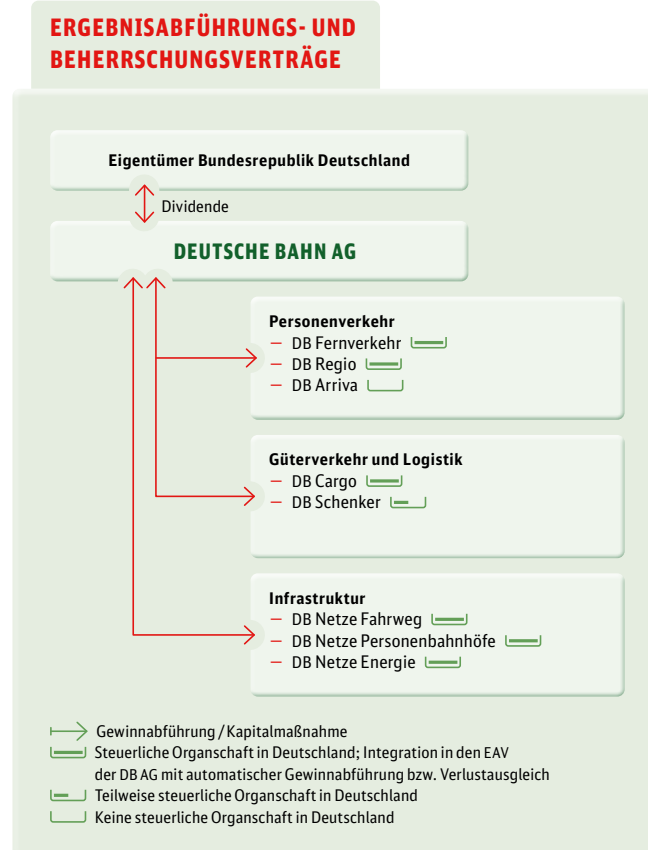 ERGEBNISABFÜHRUNGS- UND
BEHERRSCHUNGSVERTRÄGE
Eigentümer Bundesrepublik Deutschland
Dividende
DEUTSCHE BAHN AG
Personenverkehr
– DB Fernverkehr
– DB Regio
– DB Arriva
Güterverkehr und Logistik
– DB Cargo
– DB Schenker
Infrastruktur
– DB Netze Fahrweg
– DB Netze Personenbahnhöfe
– DB Netze Energie
Gewinnabführung / Kapitalmaßnahme
Steuerliche Organschaft in Deutschland; Integration in den EAV
der DB AG mit automatischer Gewinnabführung bzw. Verlustausgleich
Teilweise steuerliche Organschaft in Deutschland
Keine steuerliche Organschaft in Deutschland